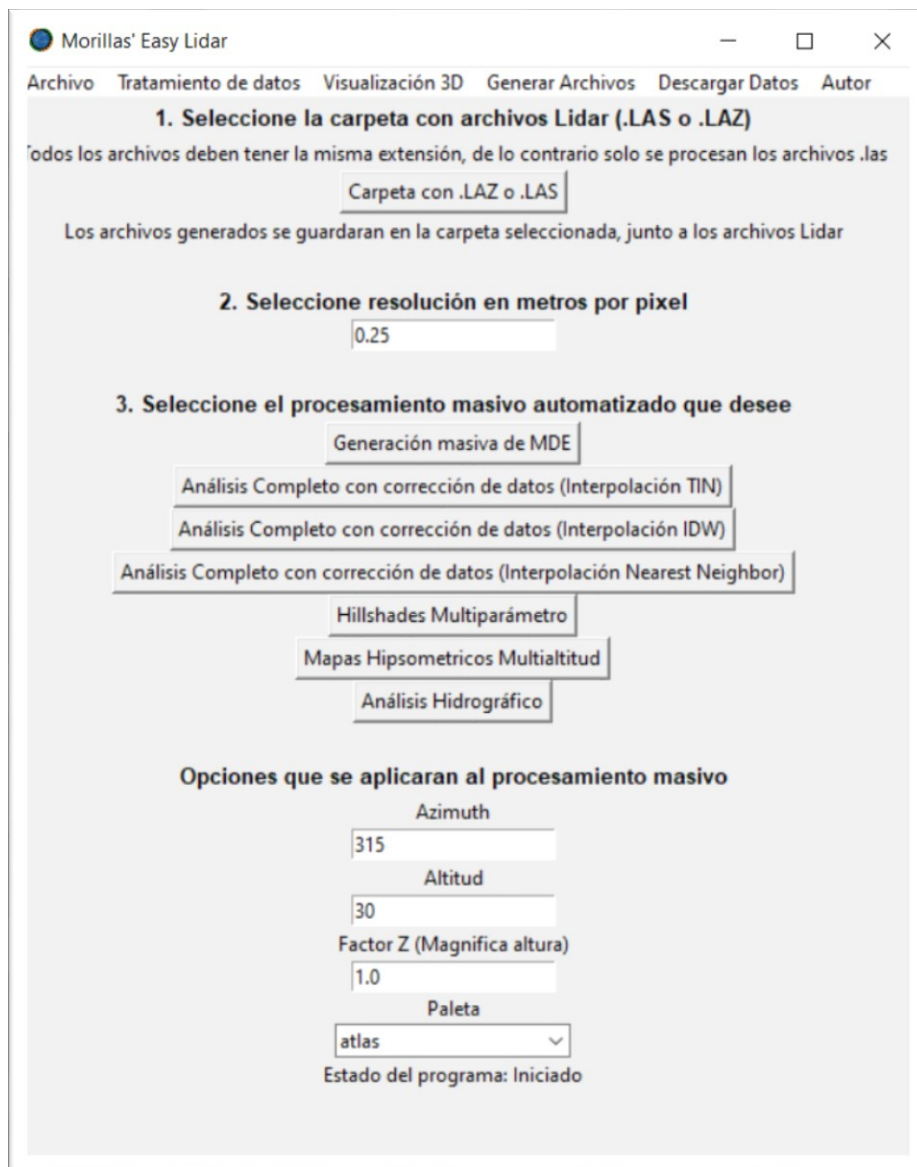 Morillas' Easy Lidar
Archivo Tratamiento de datos Visualización 3D Generar Archivos Descargar Datos Autor
1. Seleccione la carpeta con archivos Lidar (.LAS o .LAZ)
Todos los archivos deben tener la misma extensión, de lo contrario solo se procesan los archivos .las
Carpeta con .LAZ o .LAS
Los archivos generados se guardaran en la carpeta seleccionada, junto a los archivos Lidar
2. Seleccione resolución en metros por pixel
0.25
3. Seleccione el procesamiento masivo automatizado que desee
Generación masiva de MDE
Análisis Completo con corrección de datos (Interpolación TIN)
Análisis Completo con corrección de datos (Interpolación IDW)
Análisis Completo con corrección de datos (Interpolación Nearest Neighbor)
Hillshades Multiparámetro
Mapas Hipsometricos Multialtitud
Análisis Hidrográfico
Opciones que se aplicaran al procesamiento masivo
Azimuth
315
Altitud
30
Factor Z (Magnifica altura)
1.0
Paleta
atlas
Estado del programa: Iniciado